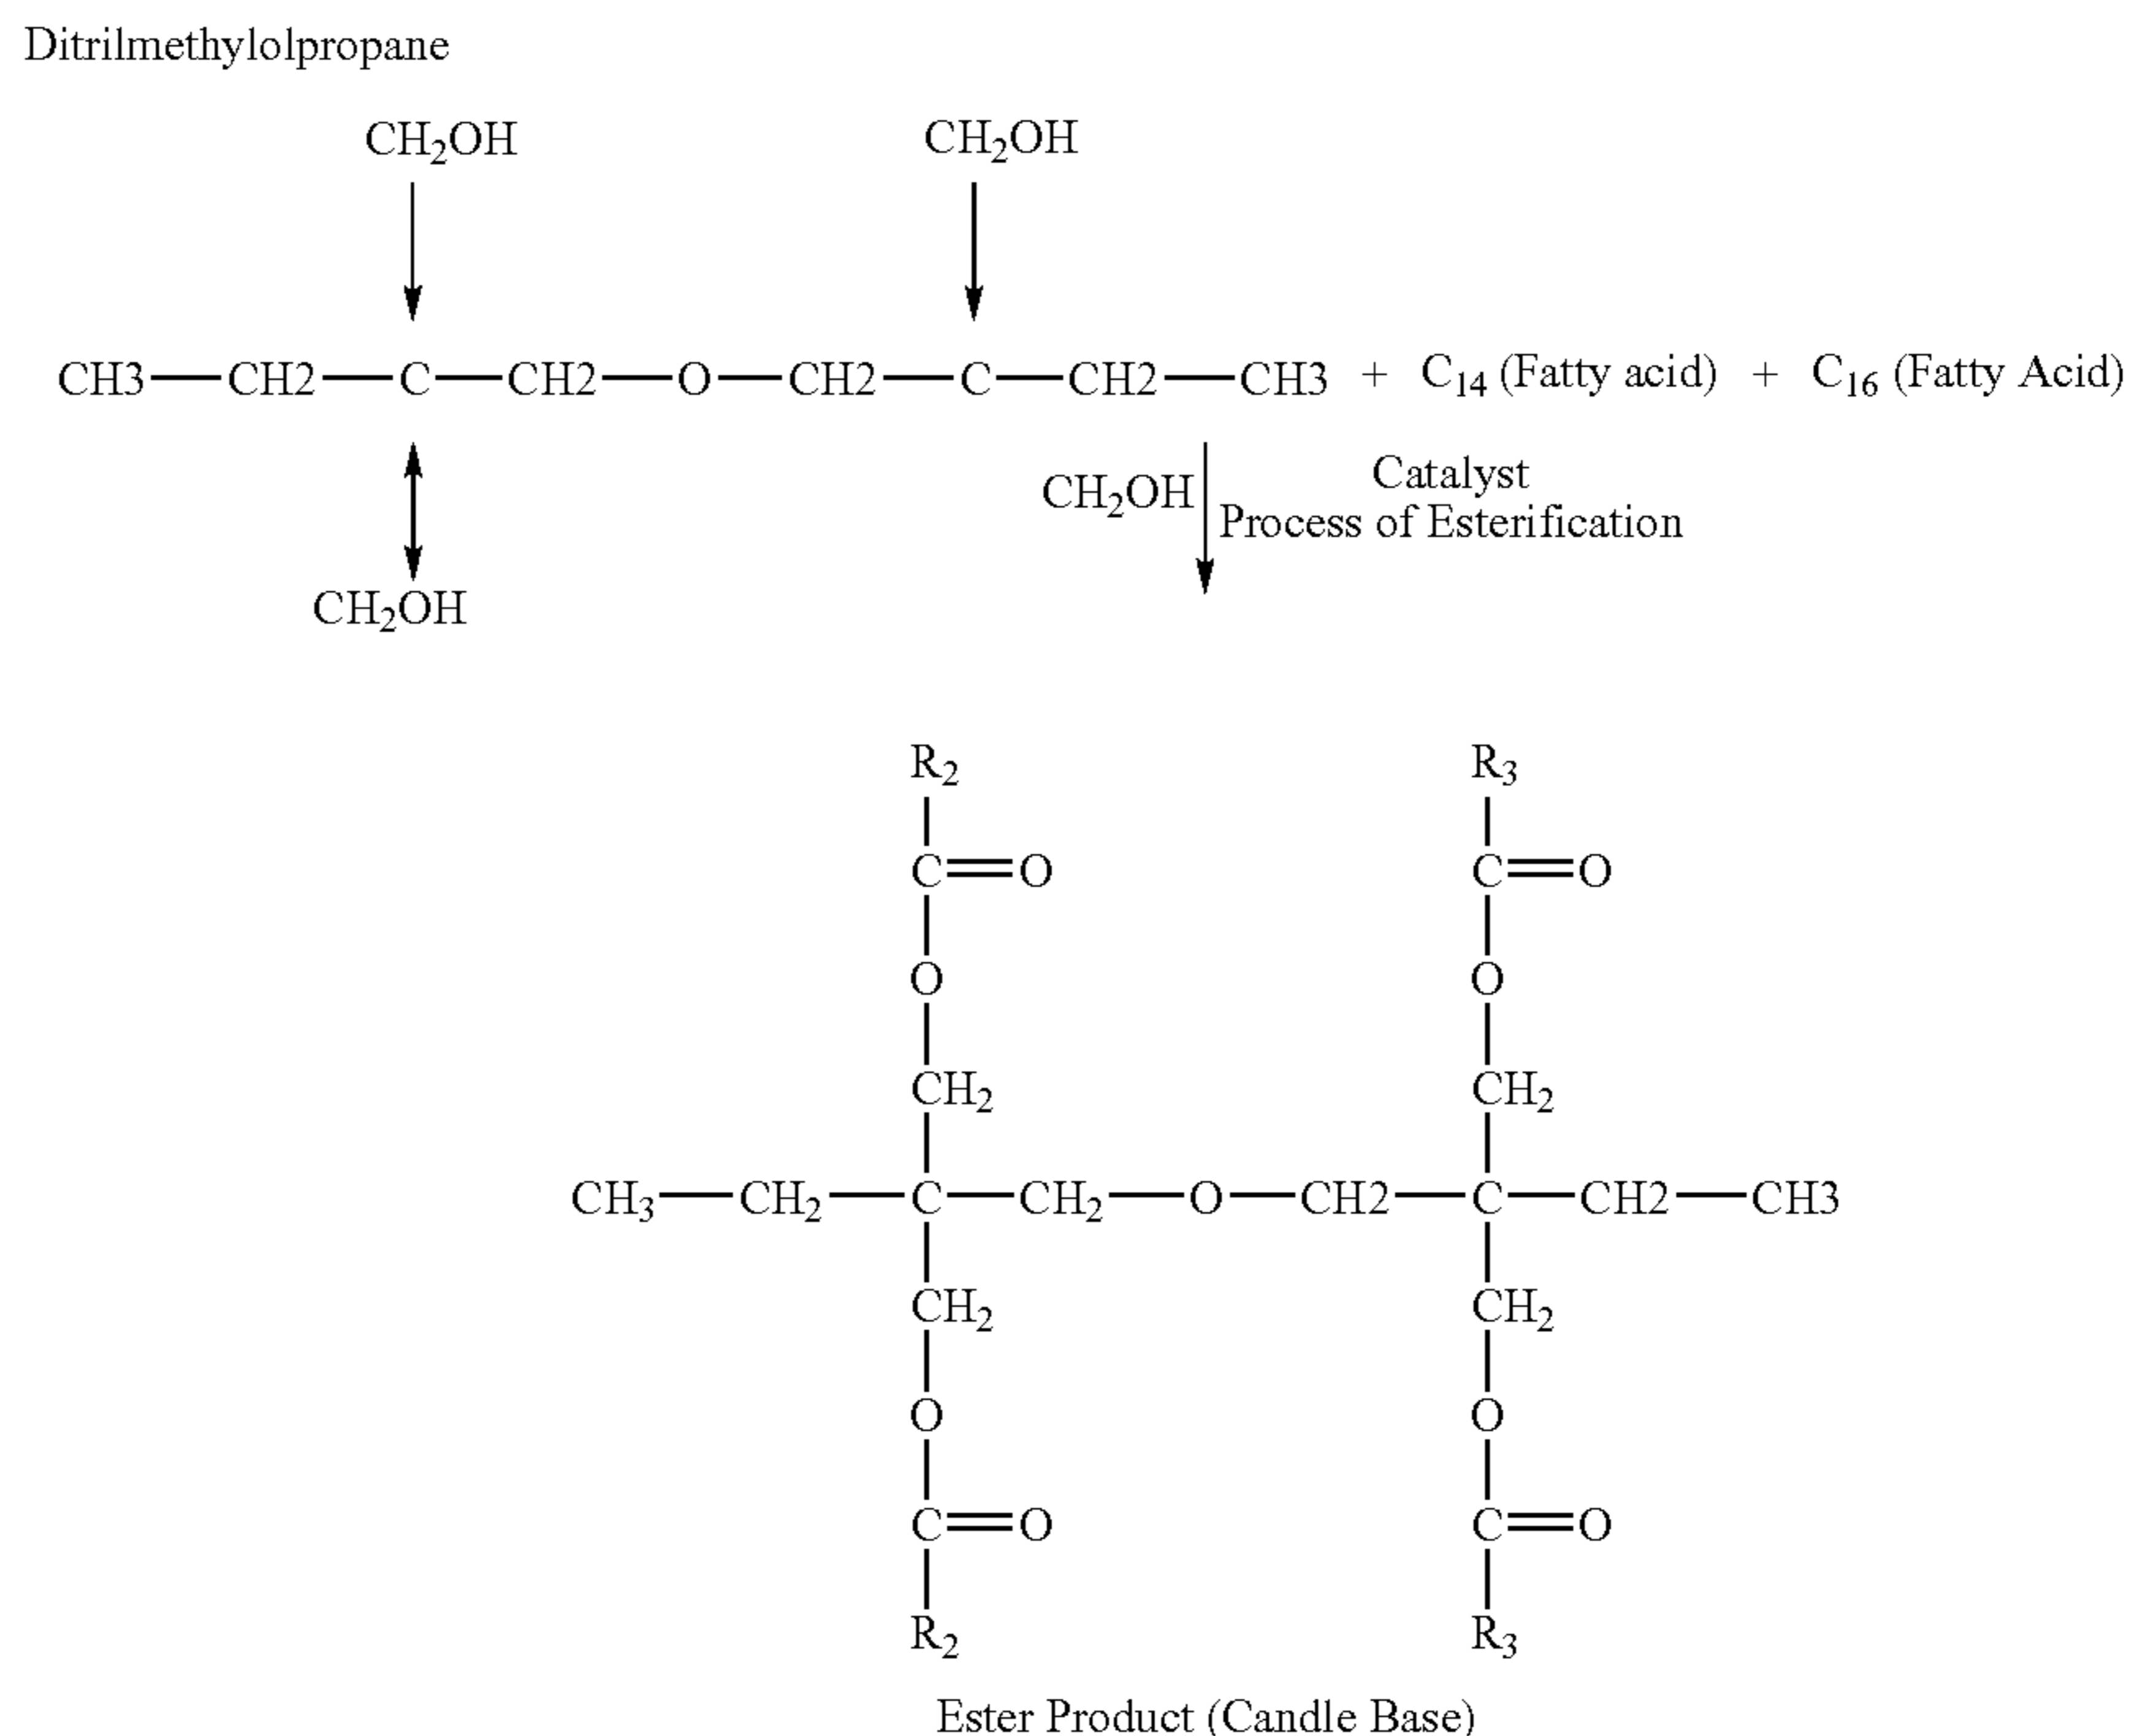 Ditrilmethylolpropane
CH₂OH CH₂OH
CH3—CH2—C—CH2—O—CH2—C—CH2—CH3 + C₁₄ (Fatty acid) + C₁₆ (Fatty Acid)
CH₂OH Catalyst
Process of Esterification
CH₂OH
R₂ R₃
C=O C=O
O O
CH₂ CH₂
CH₃—CH₂—C—CH₂—O—CH2—C—CH2—CH3
CH₂ CH₂
O O
C=O C=O
R₂ R₃
Ester Product (Candle Base)